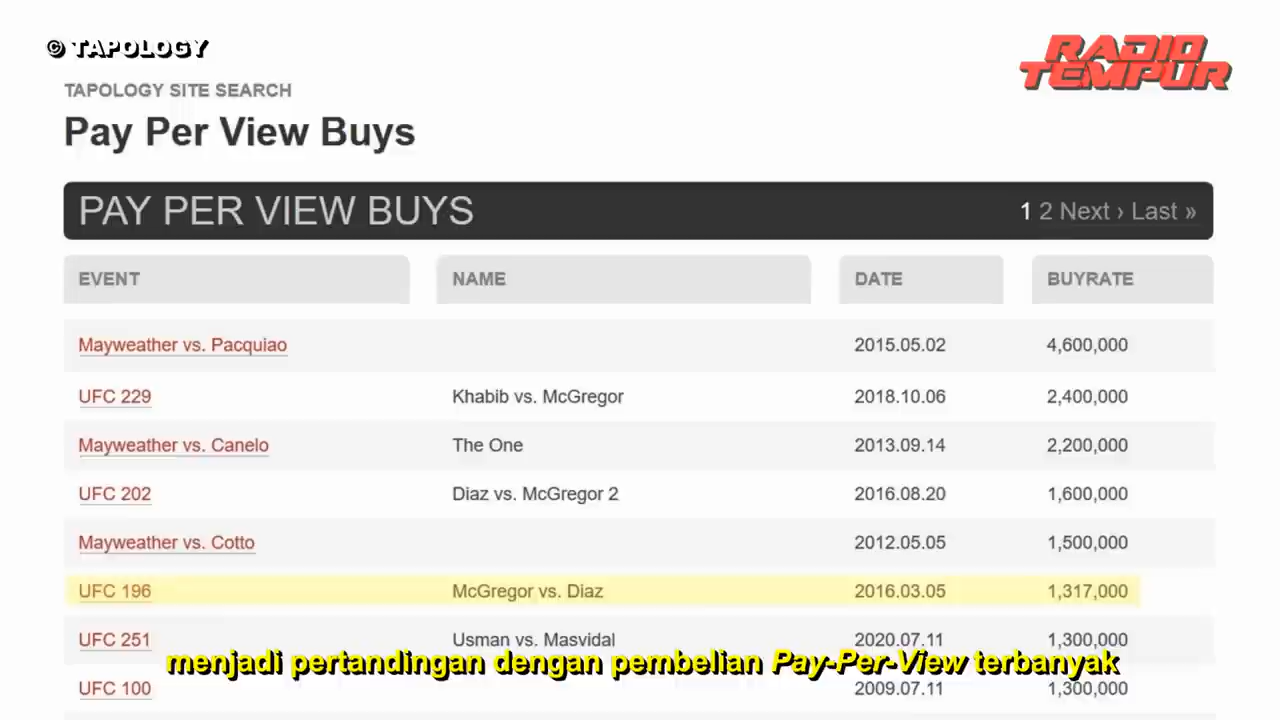 © TAPOLOGY
RADIO
TEMPUR
TAPOLOGY SITE SEARCH
Pay Per View Buys
PAY PER VIEW BUYS 1 2 Next › Last »
EVENT NAME DATE BUYRATE
Mayweather vs. Pacquiao 2015.05.02 4,600,000
UFC 229 Khabib vs. McGregor 2018.10.06 2,400,000
Mayweather vs. Canelo The One 2013.09.14 2,200,000
UFC 202 Diaz vs. McGregor 2 2016.08.20 1,600,000
Mayweather vs. Cotto 2012.05.05 1,500,000
UFC 196 McGregor vs. Diaz 2016.03.05 1,317,000
UFC 251 Usman vs. Masvidal 2020.07.11 1,300,000
menjadi pertandingan dengan pembelian Pay-Per-View terbanyak
UFC 100 2009.07.11 1,300,000